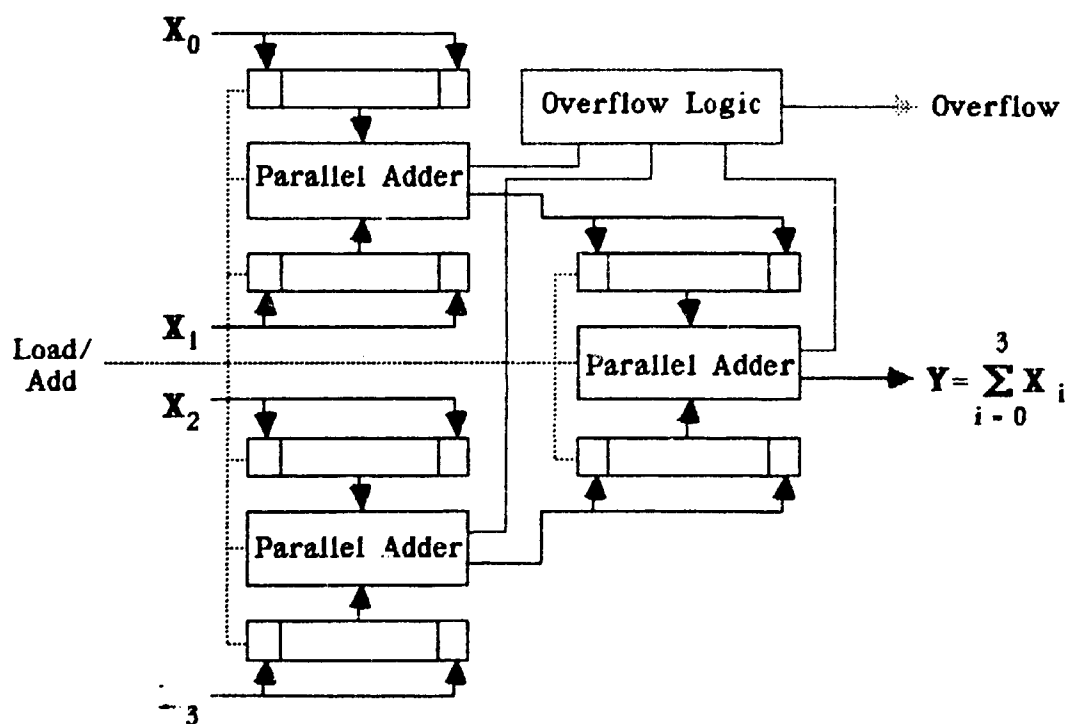 X0
Overflow Logic
Overflow
Parallel Adder
X1
Load/
Add
Parallel Adder
3
Y = ∑ X i
i = 0
X2
Parallel Adder
3